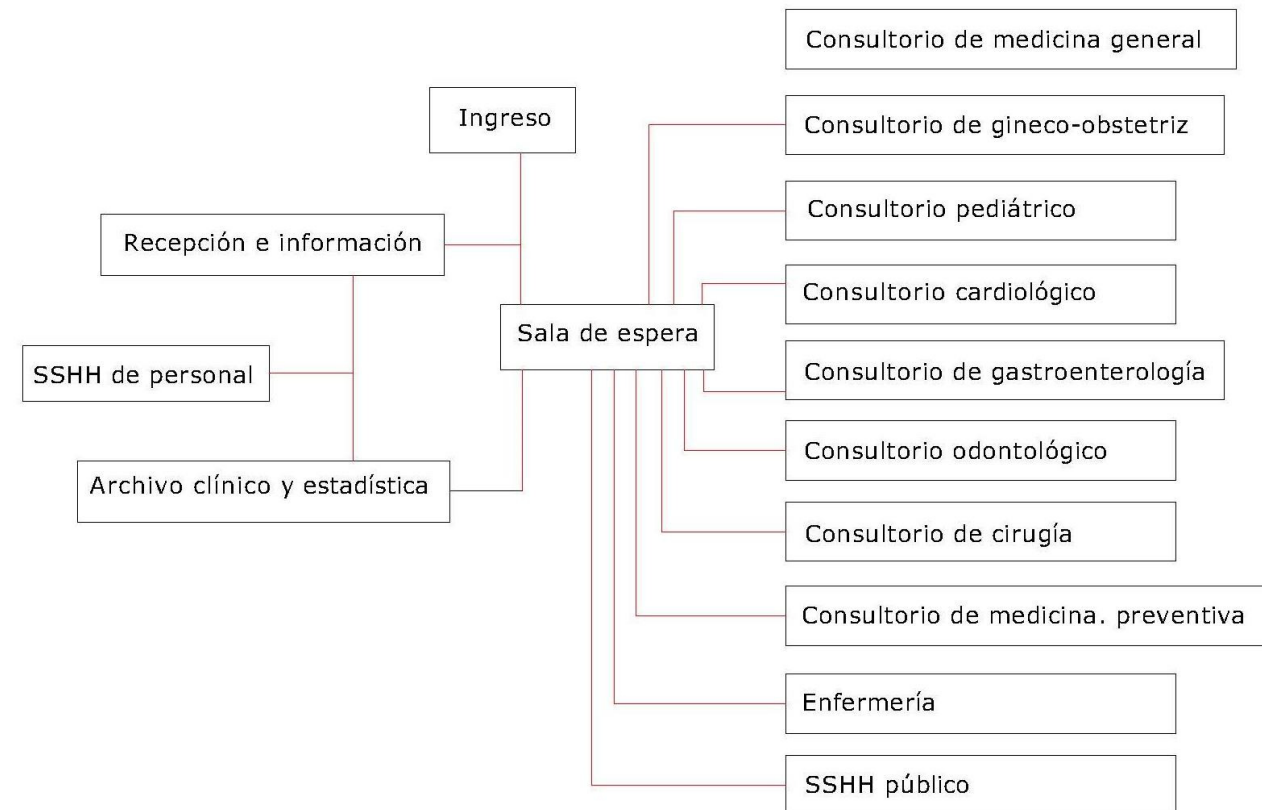 Consultorio de medicina general
Ingreso
Consultorio de gineco-obstetriz
Consultorio pediátrico
Recepción e información
Consultorio cardiológico
Sala de espera
SSHH de personal
Consultorio de gastroenterología
Consultorio odontológico
Archivo clínico y estadística
Consultorio de cirugía
Consultorio de medicina. preventiva
Enfermería
SSHH público